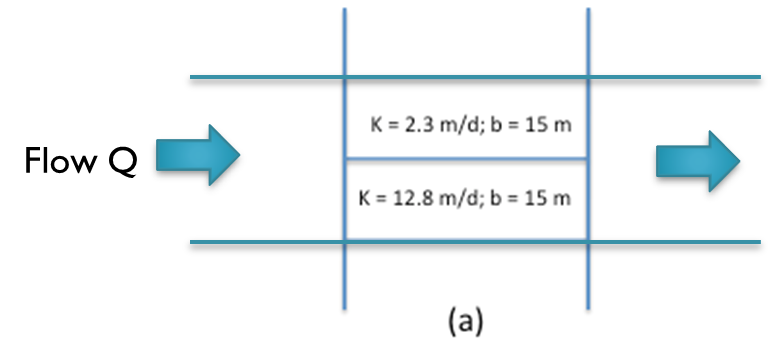 K = 2.3 m/d; b = 15 m
Flow Q
K = 12.8 m/d; b = 15 m
(a)